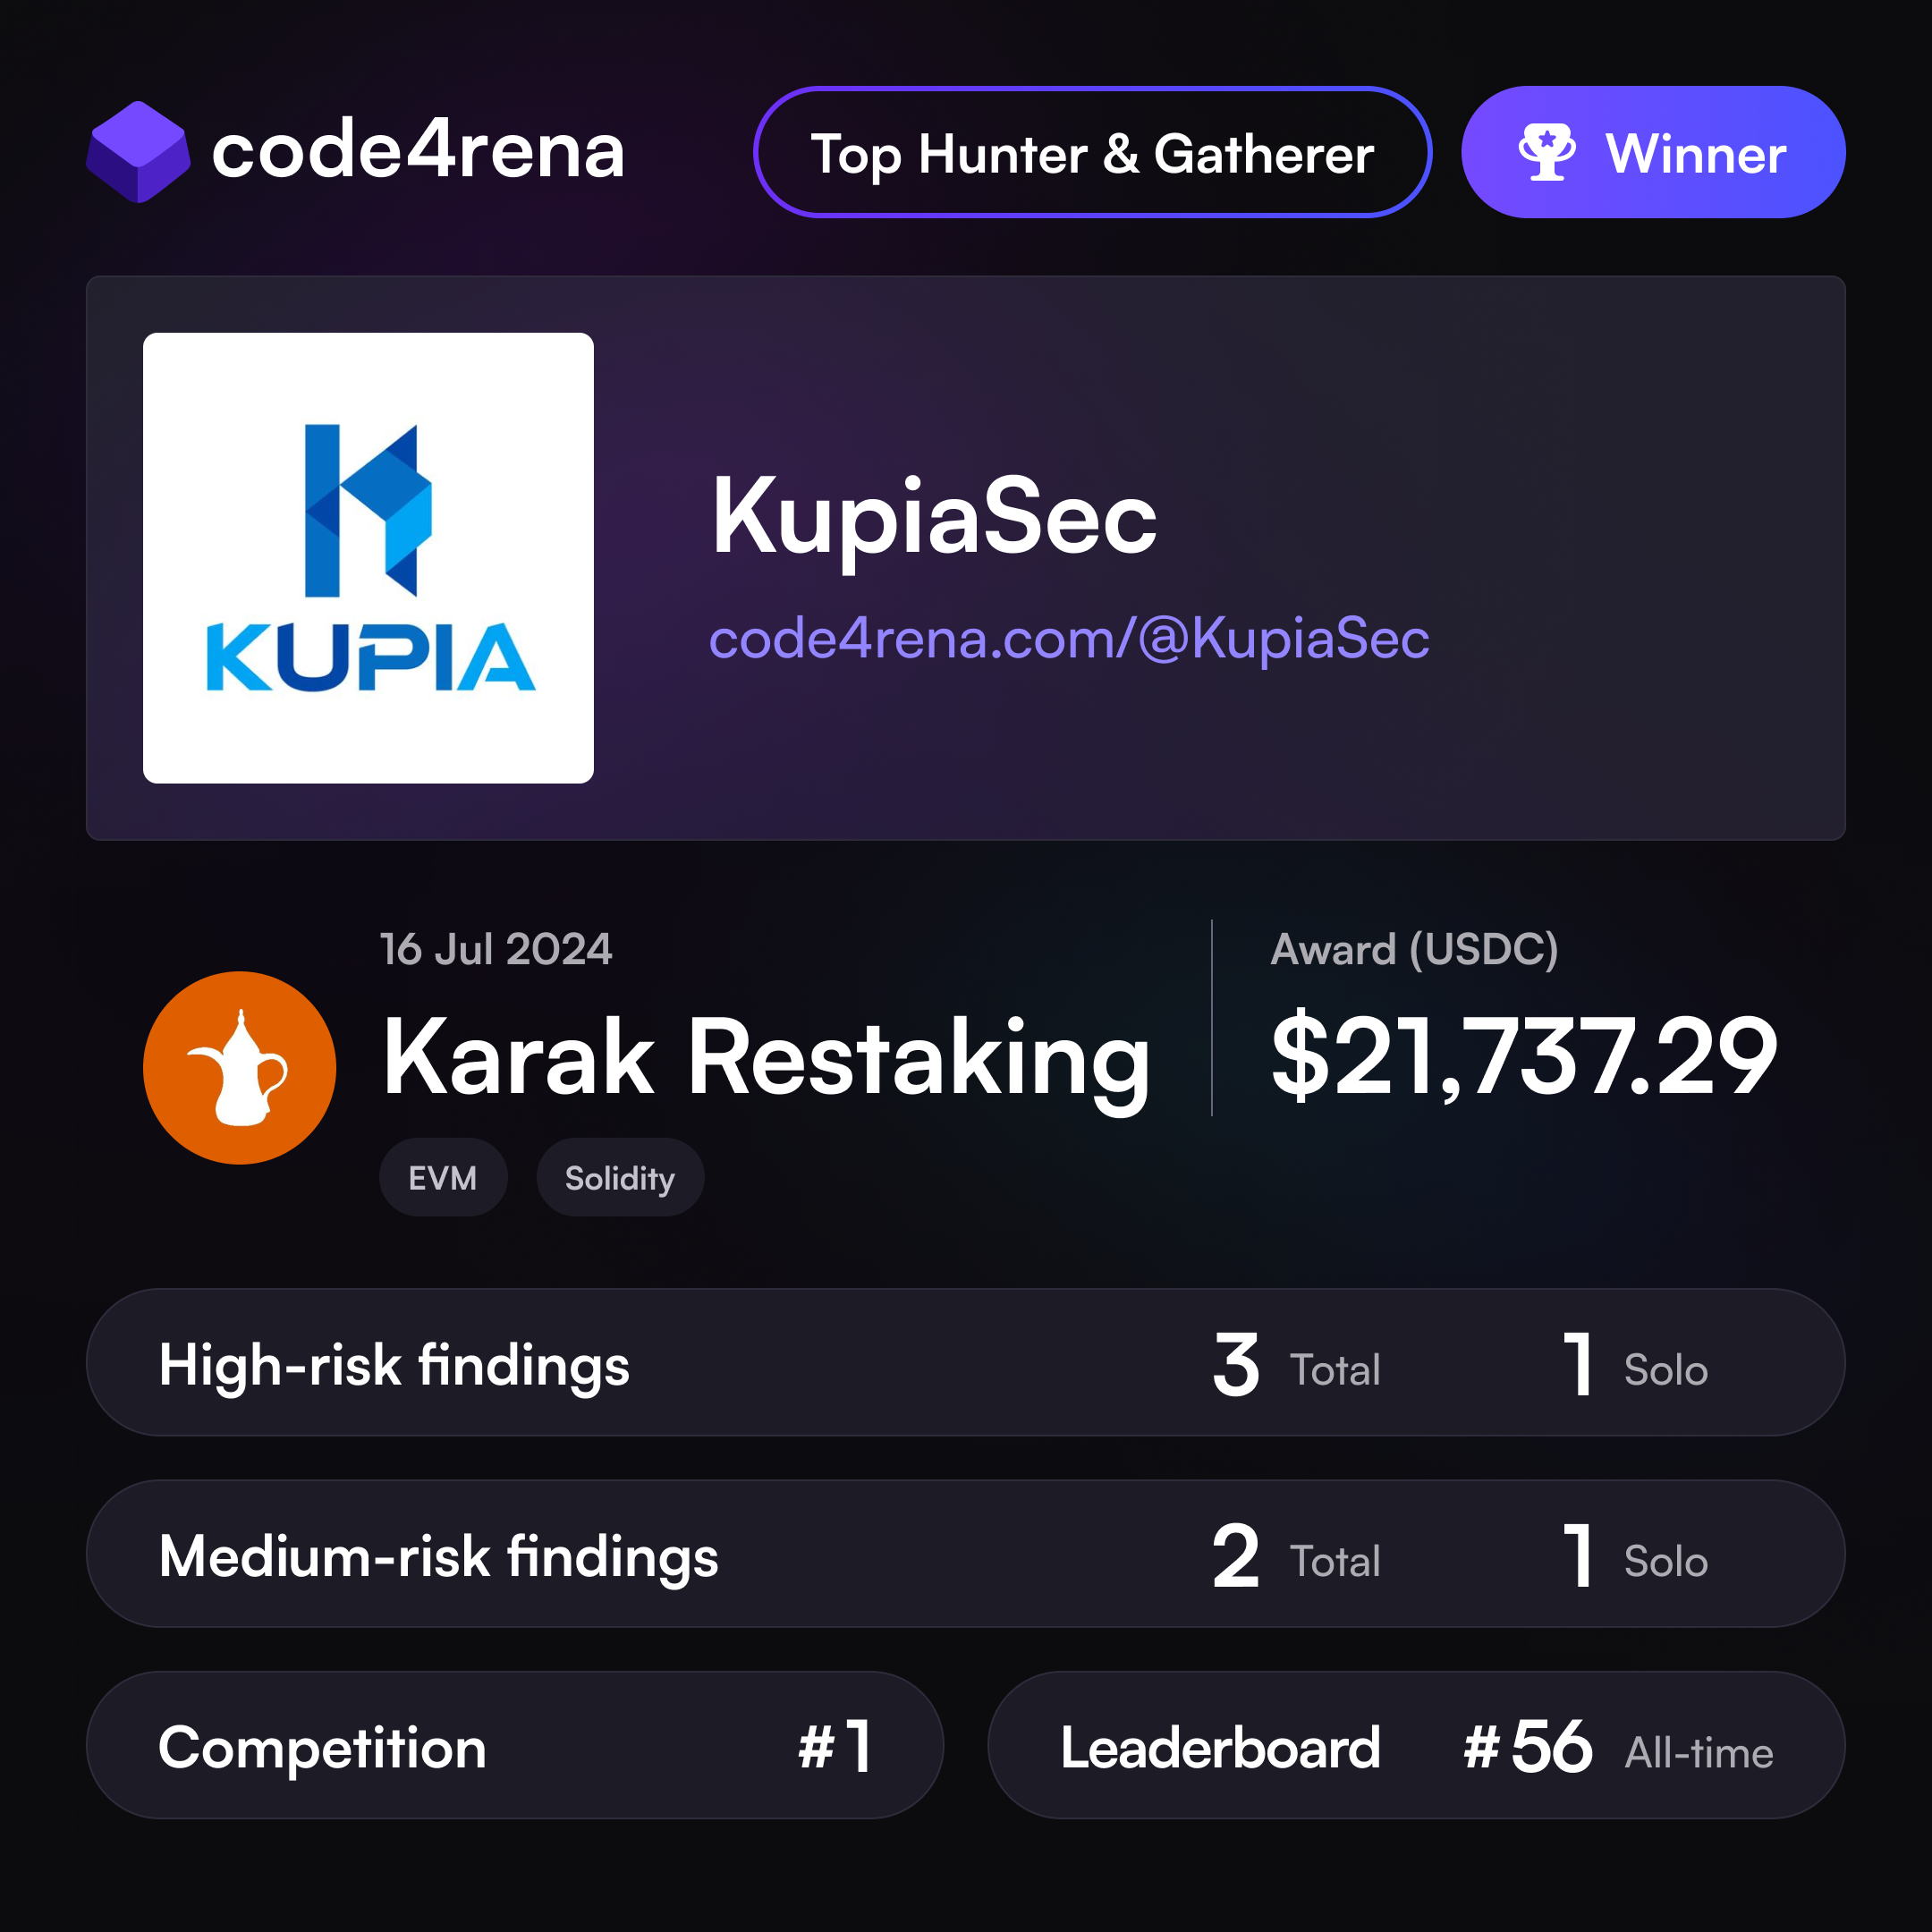 code4rena
Top Hunter & Gatherer
Winner
KUPIA
KupiaSec
code4rena.com/@KupiaSec
16 Jul 2024
Karak Restaking
EVM
Solidity
Award (USDC)
$21,737.29
High-risk findings 3 Total 1 Solo
Medium-risk findings 2 Total 1 Solo
Competition #1
Leaderboard #56 All-time